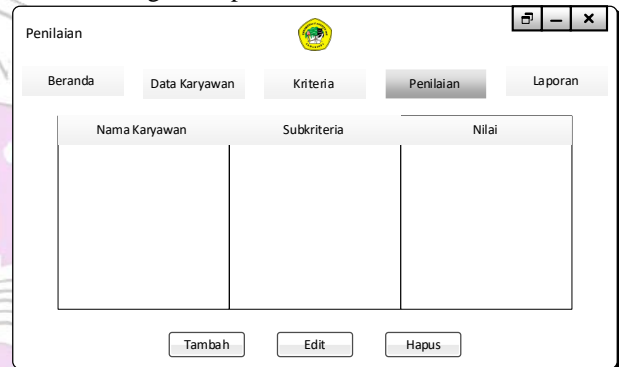 Penilaian
Beranda Data Karyawan Kriteria Penilaian Laporan
Nama Karyawan Subkriteria Nilai
Tambah Edit Hapus